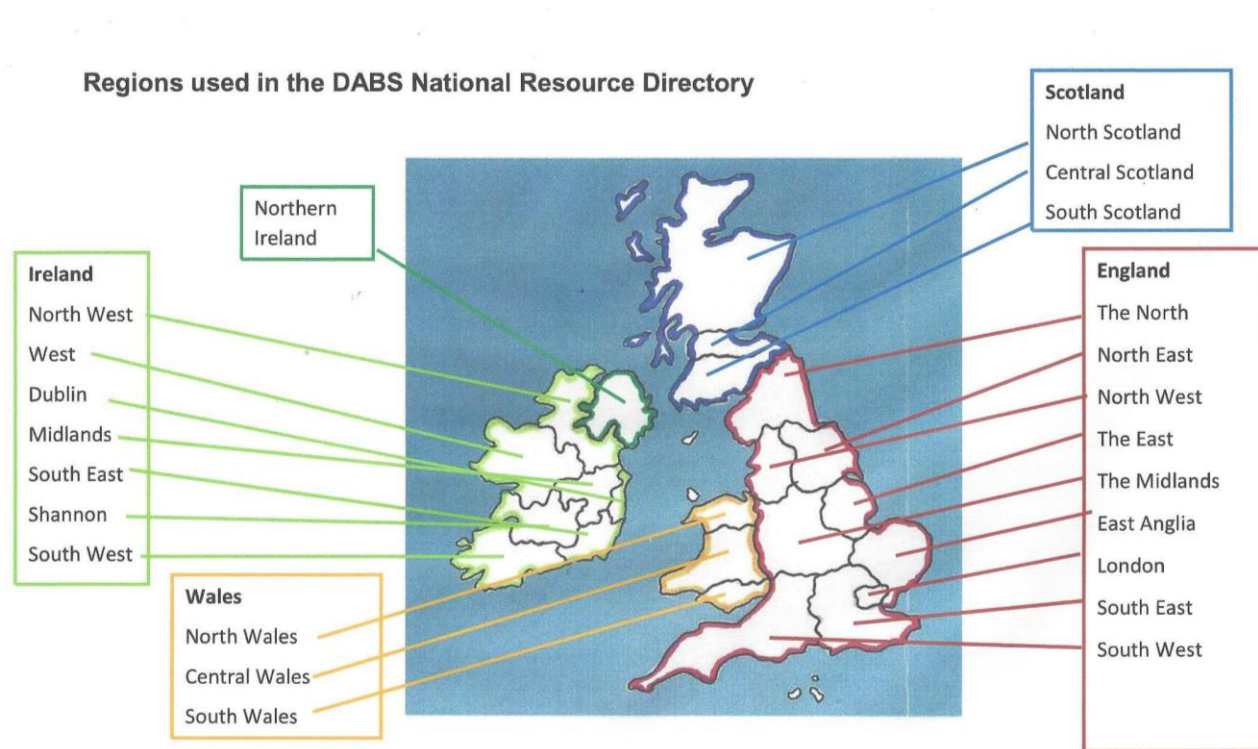 Regions used in the DABS National Resource Directory
Scotland
North Scotland
Central Scotland
South Scotland
Northern
Ireland
Ireland
North West
West
Dublin
Midlands
South East
Shannon
South West
England
The North
North East
North West
The East
The Midlands
East Anglia
London
South East
South West
Wales
North Wales
Central Wales
South Wales